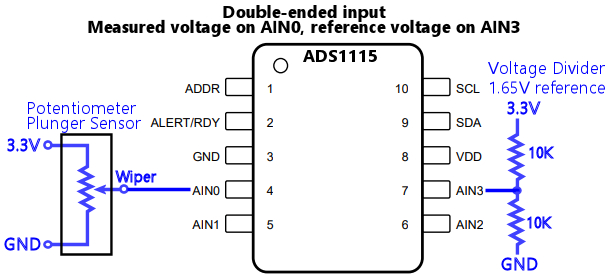 Double-ended input
Measured voltage on AIN0, reference voltage on AIN3
ADS1115
Voltage Divider
1.65V reference
Potentiometer
Plunger Sensor
3.3V
GND
Wiper
ADDR 1
ALERT/RDY 2
GND 3
AIN0 4
AIN1 5
10 SCL
9 SDA
8 VDD
7 AIN3
6 AIN2
3.3V
10K
10K
GND